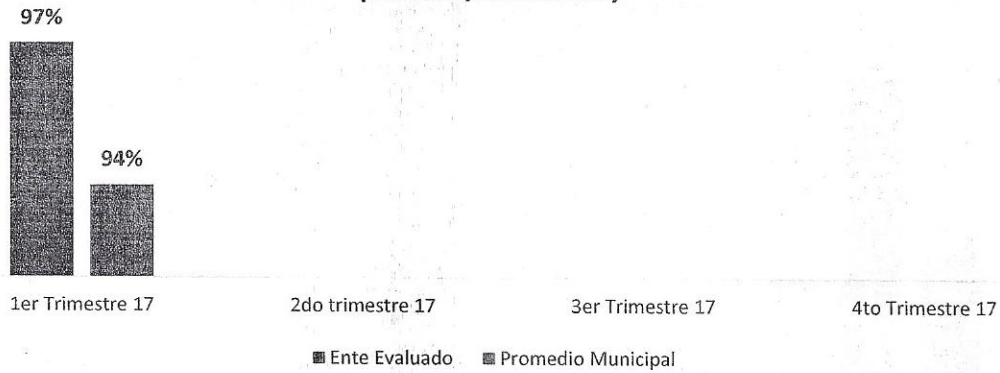 97%
94%
1er Trimestre 17 2do trimestre 17 3er Trimestre 17 4to Trimestre 17
Ente Evaluado Promedio Municipal